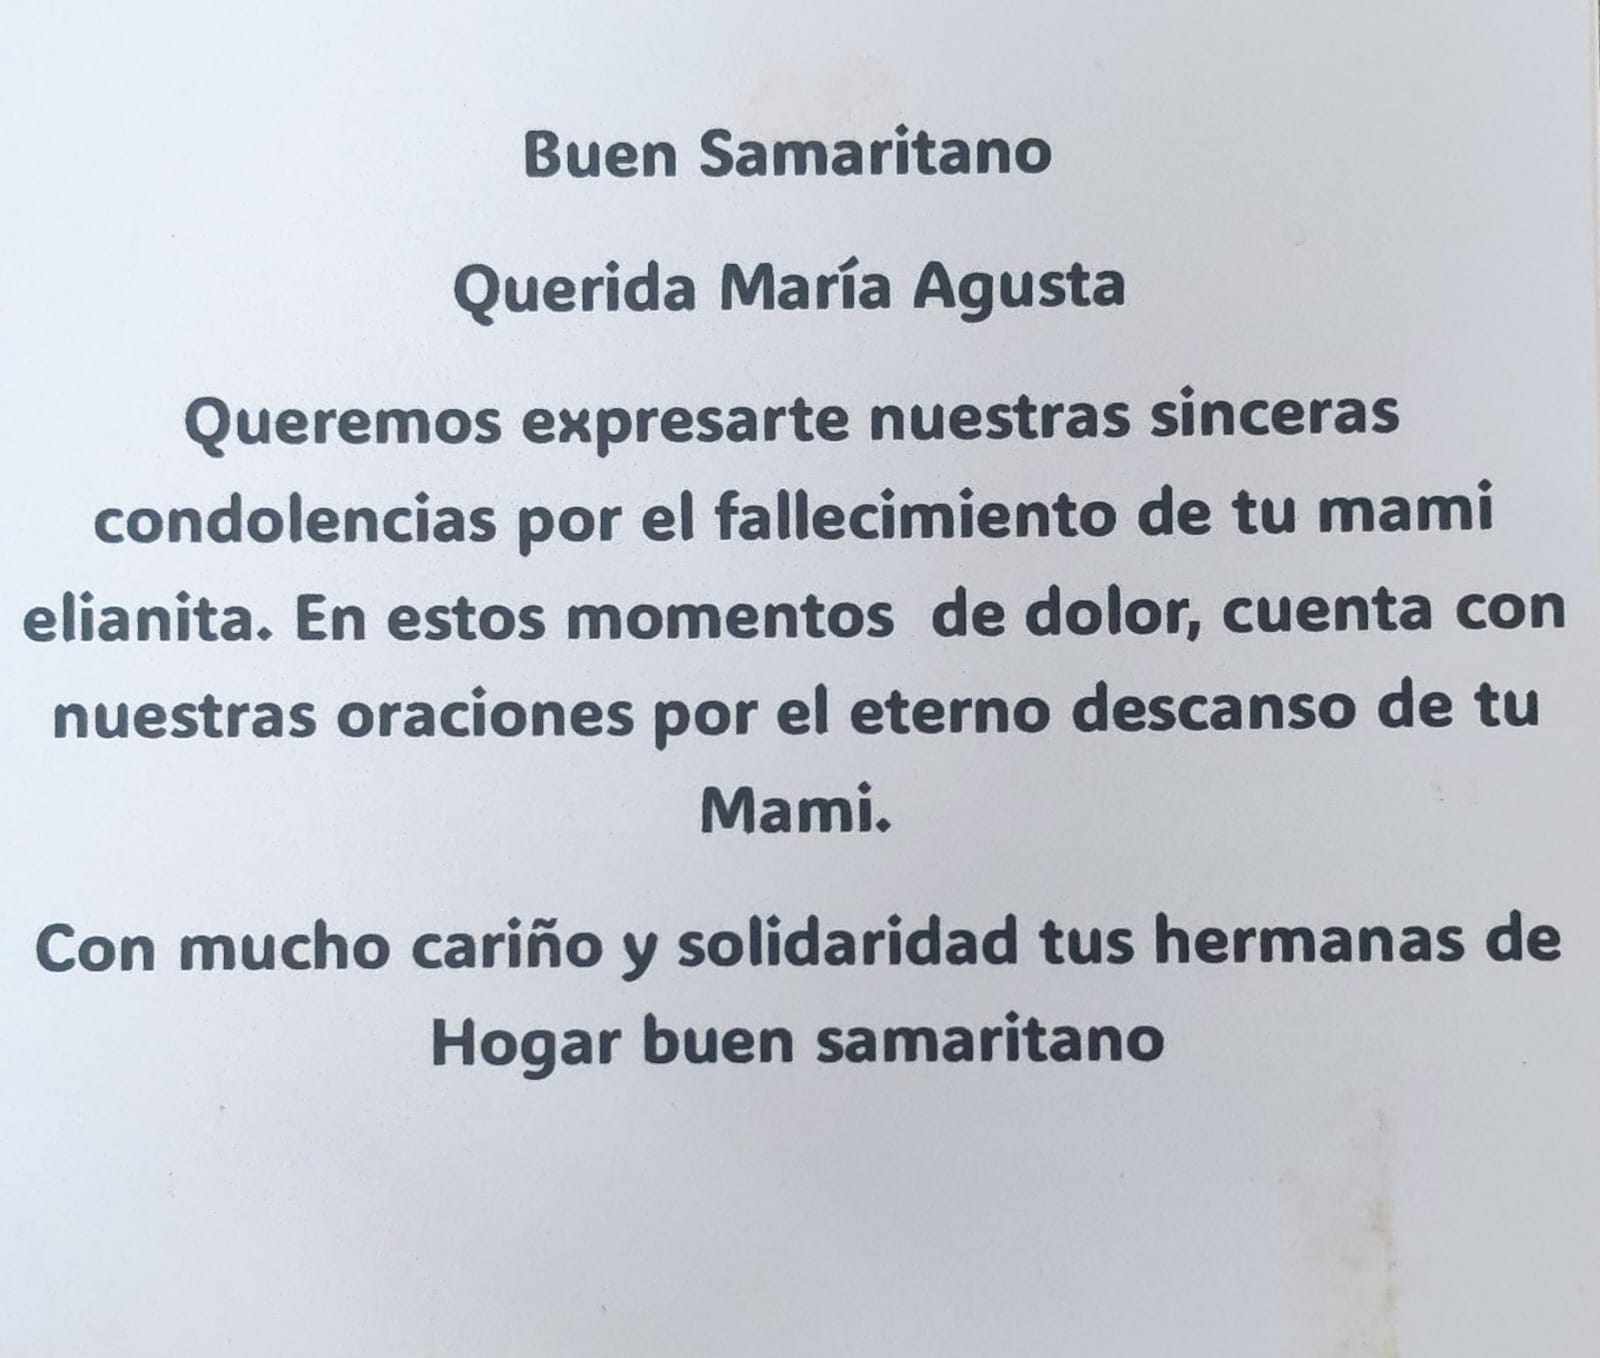 Buen Samaritano
Querida María Agusta
Queremos expresarte nuestras sinceras
condolencias por el fallecimiento de tu mami
elianita. En estos momentos  de dolor, cuenta con
nuestras oraciones por el eterno descanso de tu
Mami.
Con mucho cariño y solidaridad tus hermanas de
Hogar buen samaritano